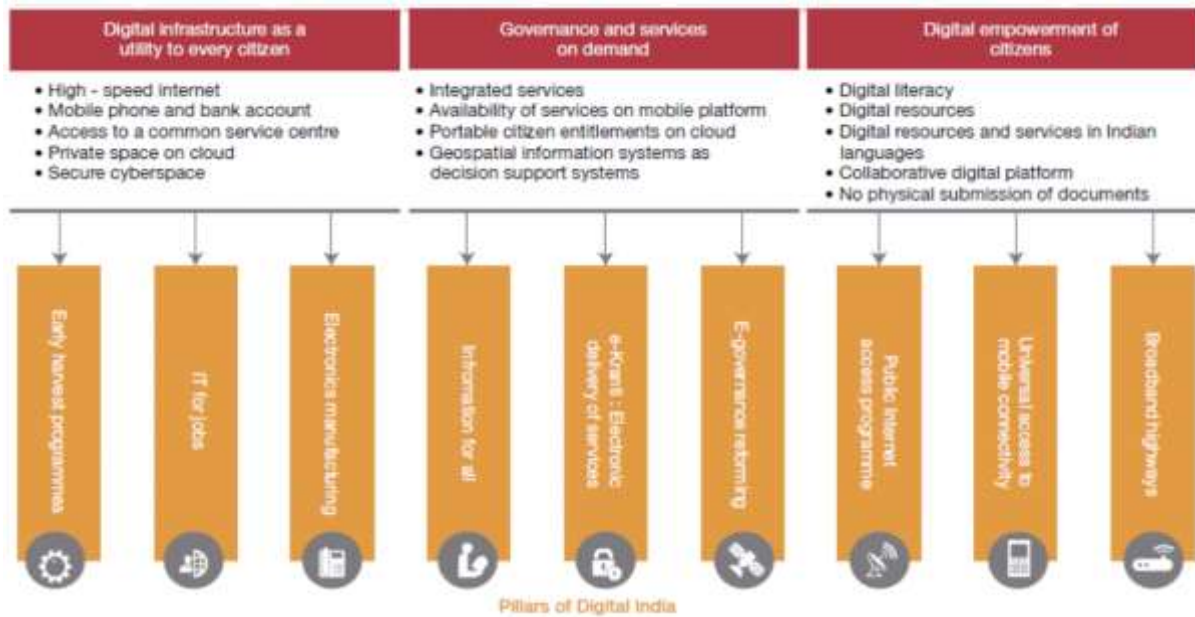 Digital infrastructure as a
utility to every citizen
• High - speed internet
• Mobile phone and bank account
• Access to a common service centre
• Private space on cloud
• Secure cyberspace
Governance and services
on demand
• Integrated services
• Availability of services on mobile platform
• Portable citizen entitlements on cloud
• Geospatial information systems as
decision support systems
Digital empowerment of
citizens
• Digital literacy
• Digital resources
• Digital resources and services in Indian
languages
• Collaborative digital platform
• No physical submission of documents
Early harvest programmes
IT for jobs
Electronics manufacturing
Information for all
e-Kranti : Electronic
delivery of services
E-governance reforming
Public Internet
access programme
Universal access to
mobile connectivity
Broadband highways
Pillars of Digital India